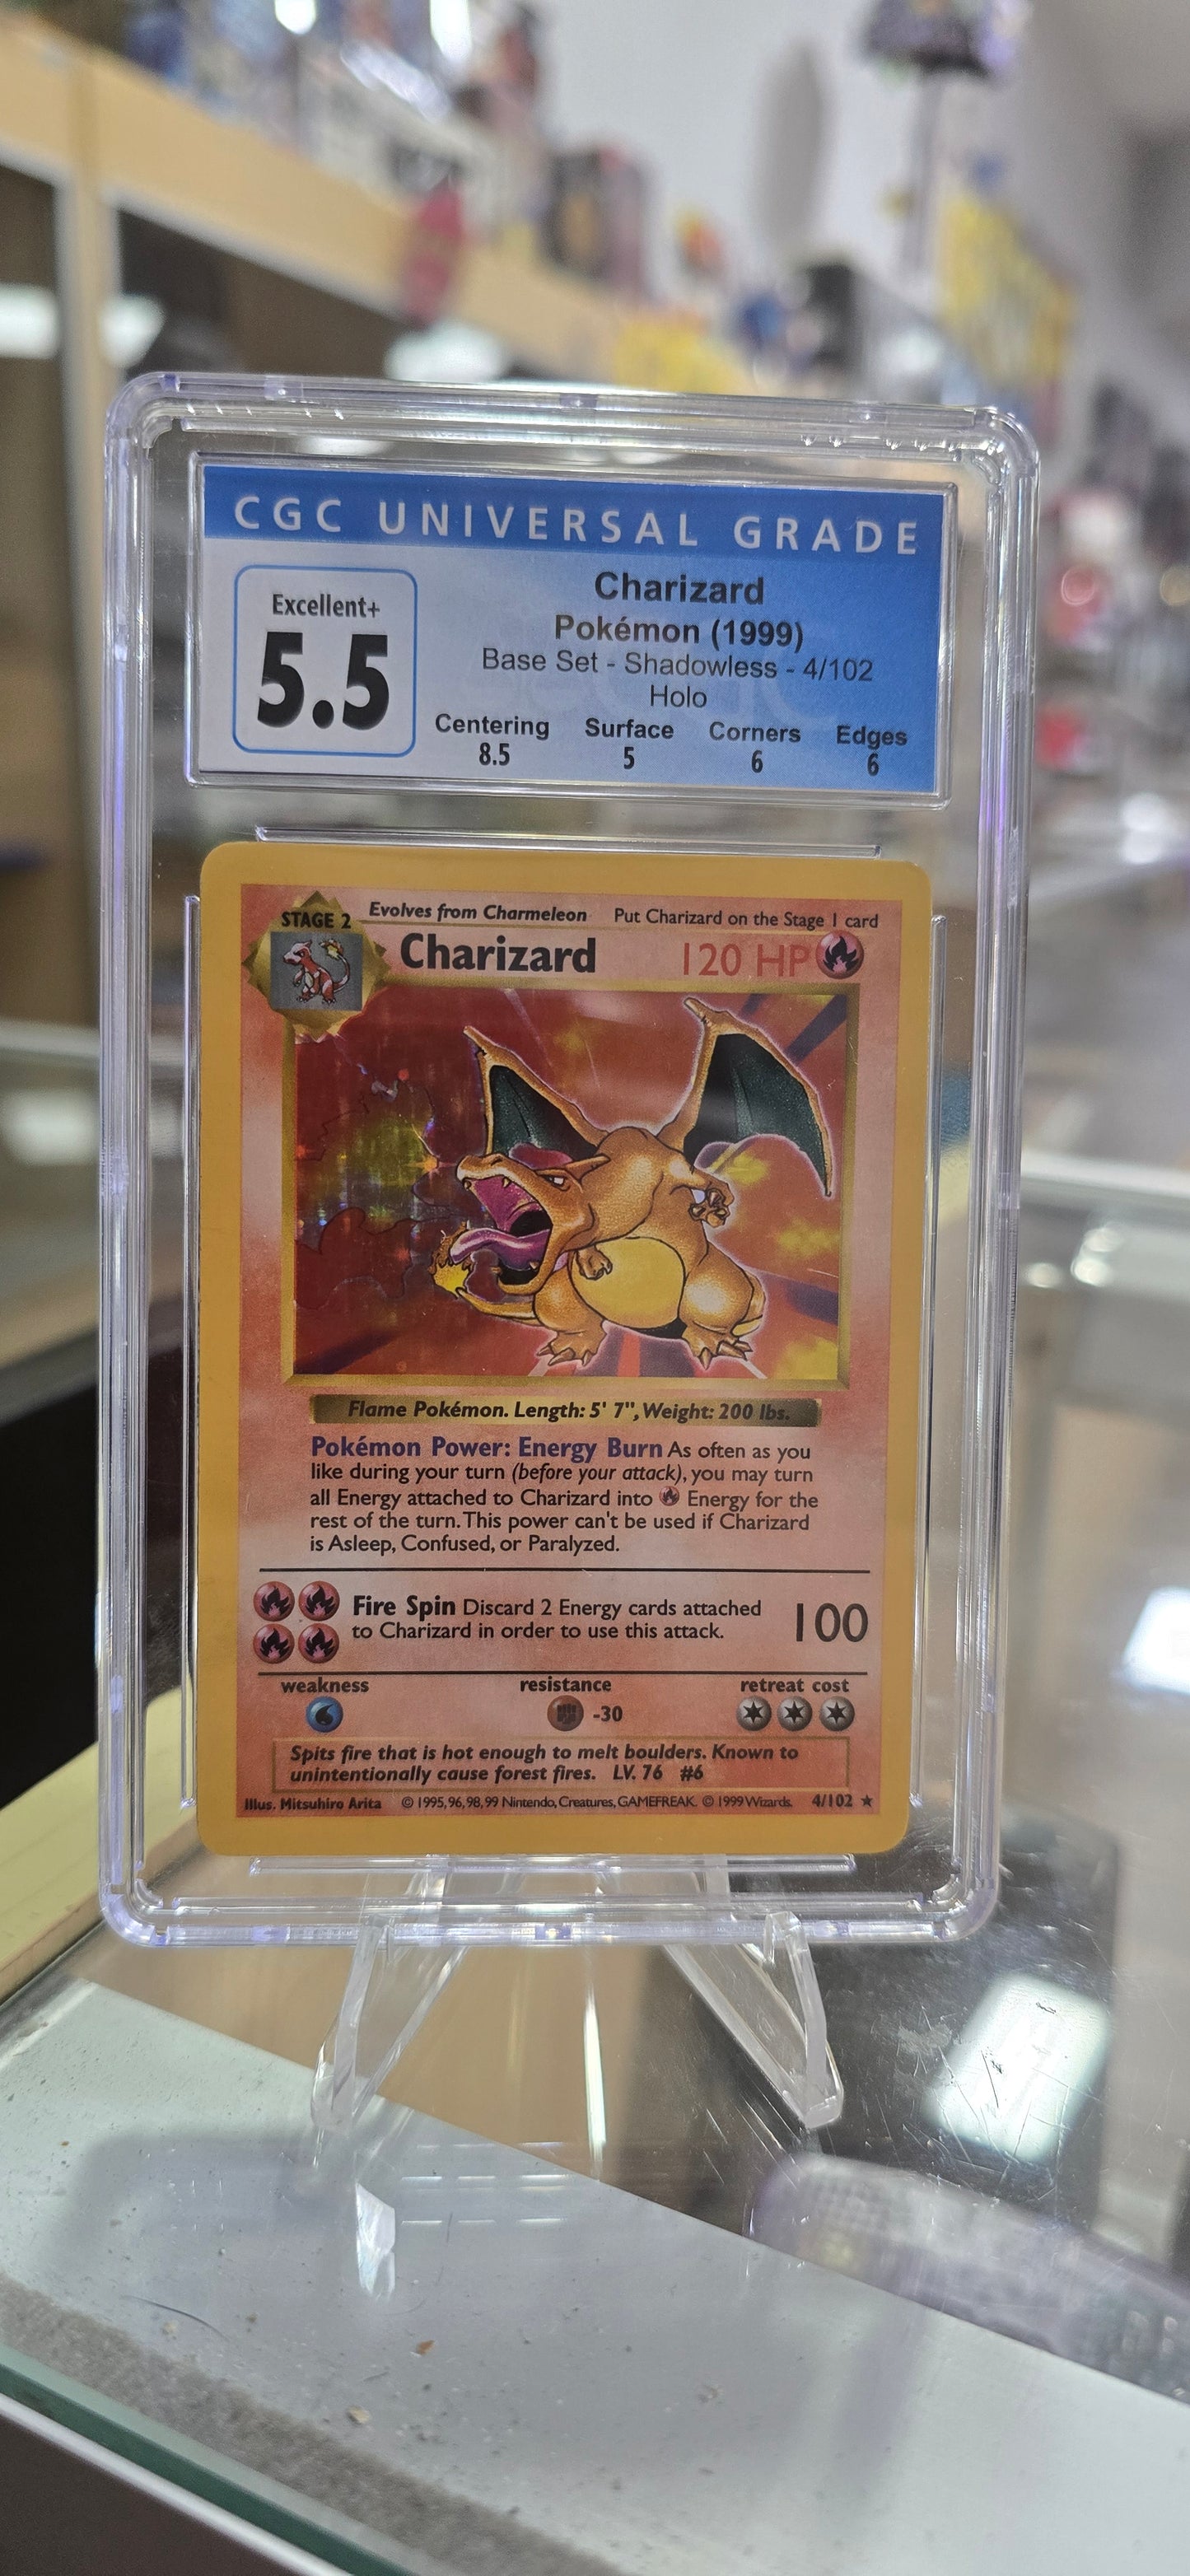 CGC UNIVERSAL GRADE
Excellent+
5.5
Charizard
Pokémon (1999)
Base Set - Shadowless - 4/102
Holo
Centering Surface Corners Edges
8.5 5 6 6
STAGE 2 Evolves from Charmeleon Put Charizard on the Stage 1 card
Charizard 120 HP
Flame Pokémon. Length: 5' 7", Weight: 200 lbs.
Pokémon Power: Energy Burn As often as you
like during your turn (before your attack), you may turn
all Energy attached to Charizard into Energy for the
rest of the turn. This power can't be used if Charizard
is Asleep, Confused, or Paralyzed.
Fire Spin Discard 2 Energy cards attached
to Charizard in order to use this attack.
100
weakness resistance retreat cost
-30
Spits fire that is hot enough to melt boulders. Known to
unintentionally cause forest fires. LV. 76 #6
Illus. Mitsuhiro Arita © 1995, 96, 98, 99 Nintendo, Creatures, GAMEFREAK. © 1999 Wizards. 4/102 ★